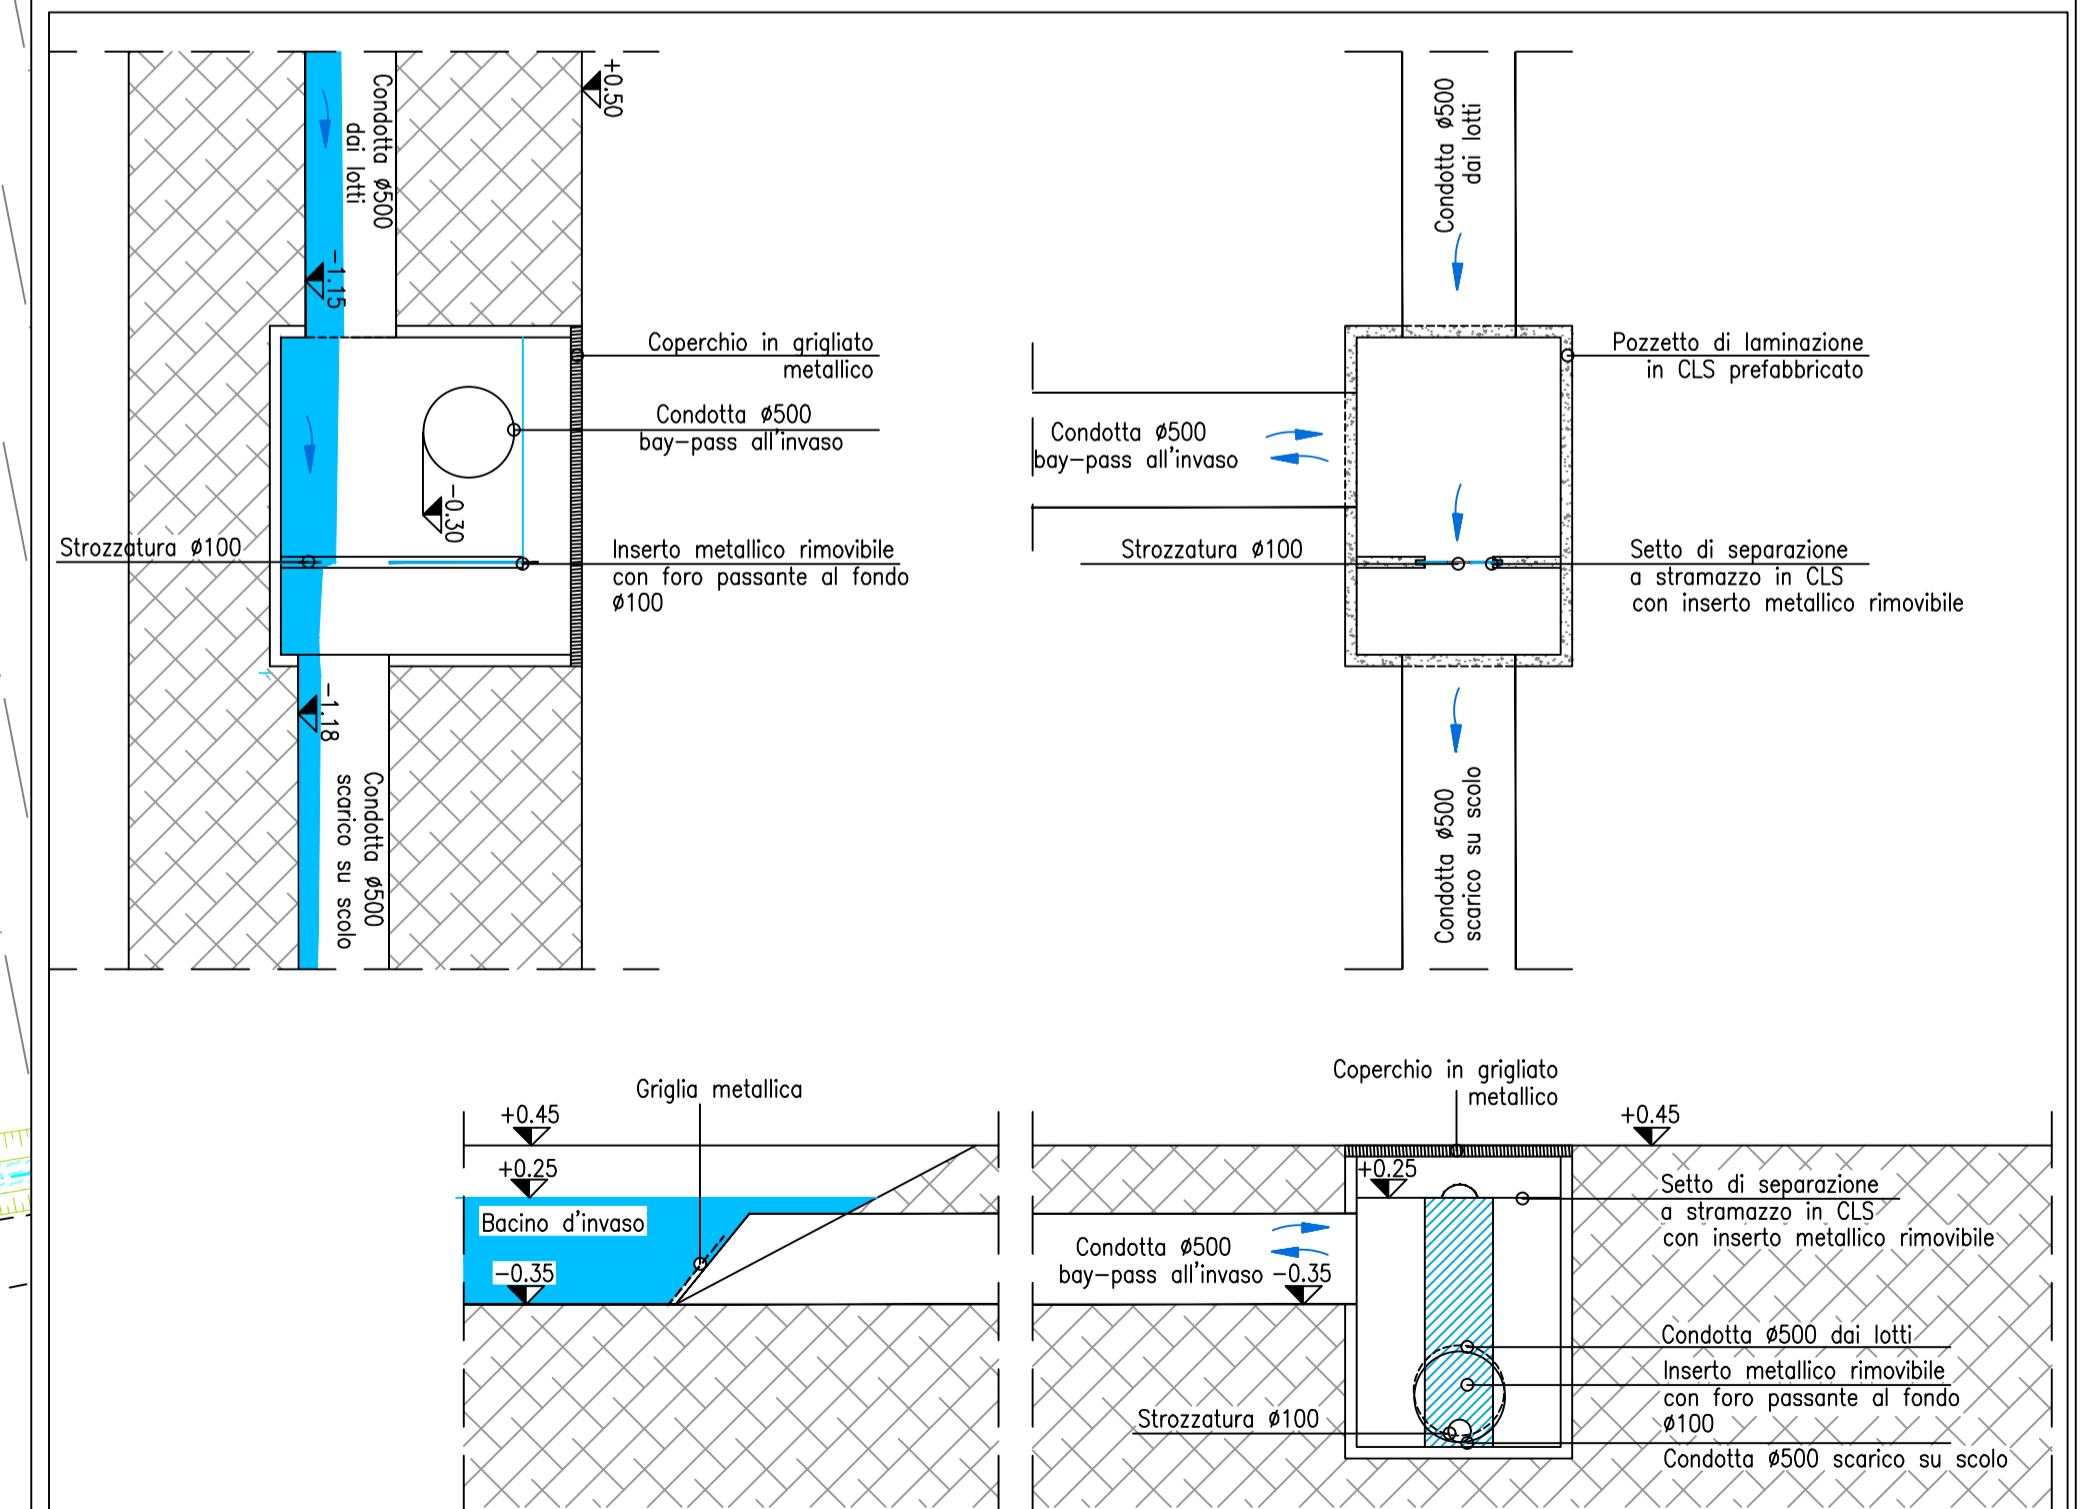 +0.50
Condotta ø500
dai lotti
-1.15
Coperchio in grigliato
metallico
Condotta ø500
bay-pass all'invaso
-0.30
Strozzatura ø100
Inserto metallico rimovibile
con foro passante al fondo
ø100
-1.18
Condotta ø500
scarico su scolo
Condotta ø500
dai lotti
Pozzetto di laminazione
in CLS prefabbricato
Condotta ø500
bay-pass all'invaso
Strozzatura ø100
Setto di separazione
a stramazzo in CLS
con inserto metallico rimovibile
Condotta ø500
scarico su scolo
Griglia metallica
+0.45
+0.25
Bacino d'invaso
-0.35
Coperchio in grigliato
metallico
+0.45
+0.25
Setto di separazione
a stramazzo in CLS
con inserto metallico rimovibile
Condotta ø500
bay-pass all'invaso
-0.35
Condotta ø500 dai lotti
Inserto metallico rimovibile
con foro passante al fondo
ø100
Strozzatura ø100
Condotta ø500 scarico su scolo